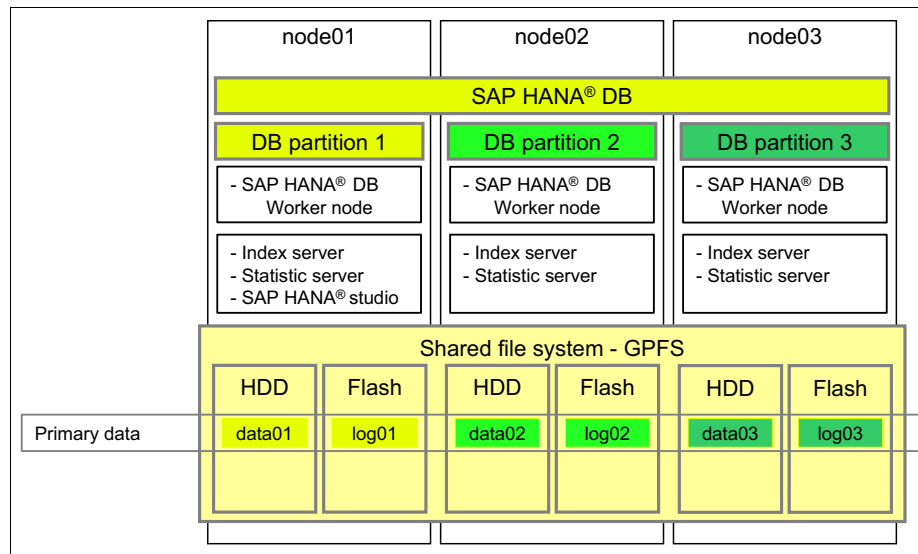 node01 node02 node03
SAP HANA® DB
DB partition 1 DB partition 2 DB partition 3
- SAP HANA® DB
Worker node
- SAP HANA® DB
Worker node
- SAP HANA® DB
Worker node
- Index server
- Statistic server
- SAP HANA® studio
- Index server
- Statistic server
- Index server
- Statistic server
Shared file system - GPFS
HDD Flash HDD Flash HDD Flash
Primary data data01 log01 data02 log02 data03 log03